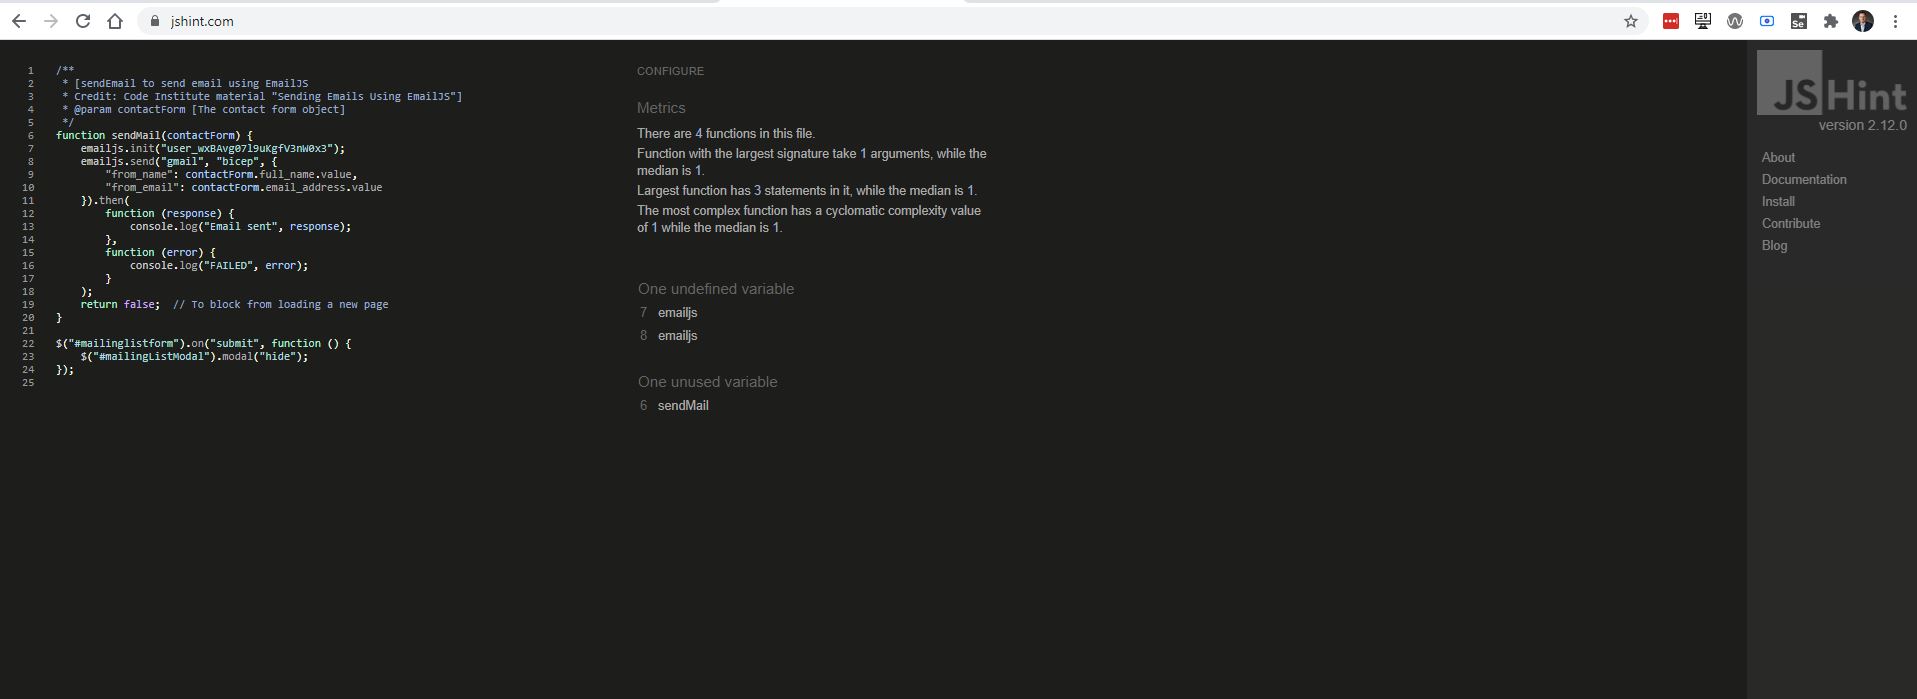 jshint.com
1 /**
2 * [sendEmail to send email using EmailJS
3 * Credit: Code Institute material "Sending Emails Using EmailJS"]
4 * @param contactForm [The contact form object]
5 */
6 function sendMail(contactForm) {
7 emailjs.init("user_wxBAvg07l9uKgfV3nW0x3");
8 emailjs.send("gmail", "bicep", {
9 "from_name": contactForm.full_name.value,
10 "from_email": contactForm.email_address.value
11 }).then(
12 function (response) {
13 console.log("Email sent", response);
14 },
15 function (error) {
16 console.log("FAILED", error);
17 }
18 );
19 return false;  // To block from loading a new page
20 }
21
22 $("#mailinglistform").on("submit", function () {
23 $("#mailingListModal").modal("hide");
24 });
25
CONFIGURE
Metrics
There are 4 functions in this file.
Function with the largest signature take 1 arguments, while the
median is 1.
Largest function has 3 statements in it, while the median is 1.
The most complex function has a cyclomatic complexity value
of 1 while the median is 1.
One undefined variable
7 emailjs
8 emailjs
One unused variable
6 sendMail
JSHint
version 2.12.0
About
Documentation
Install
Contribute
Blog